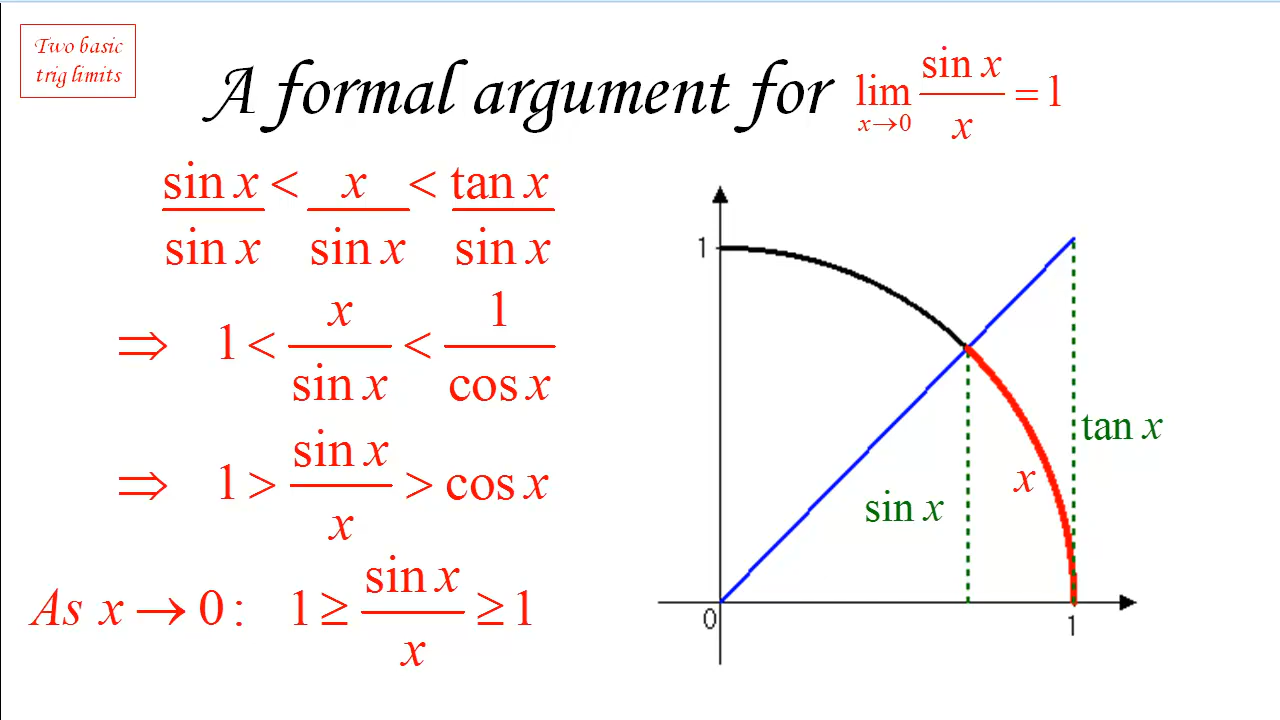 Two basic
trig limits
A formal argument for lim x→0 sin x / x = 1
sin x / sin x < x / sin x < tan x / sin x
⇒ 1 < x / sin x < 1 / cos x
⇒ 1 > sin x / x > cos x
As x → 0 : 1 ≥ sin x / x ≥ 1
1
tan x
x
sin x
0
1